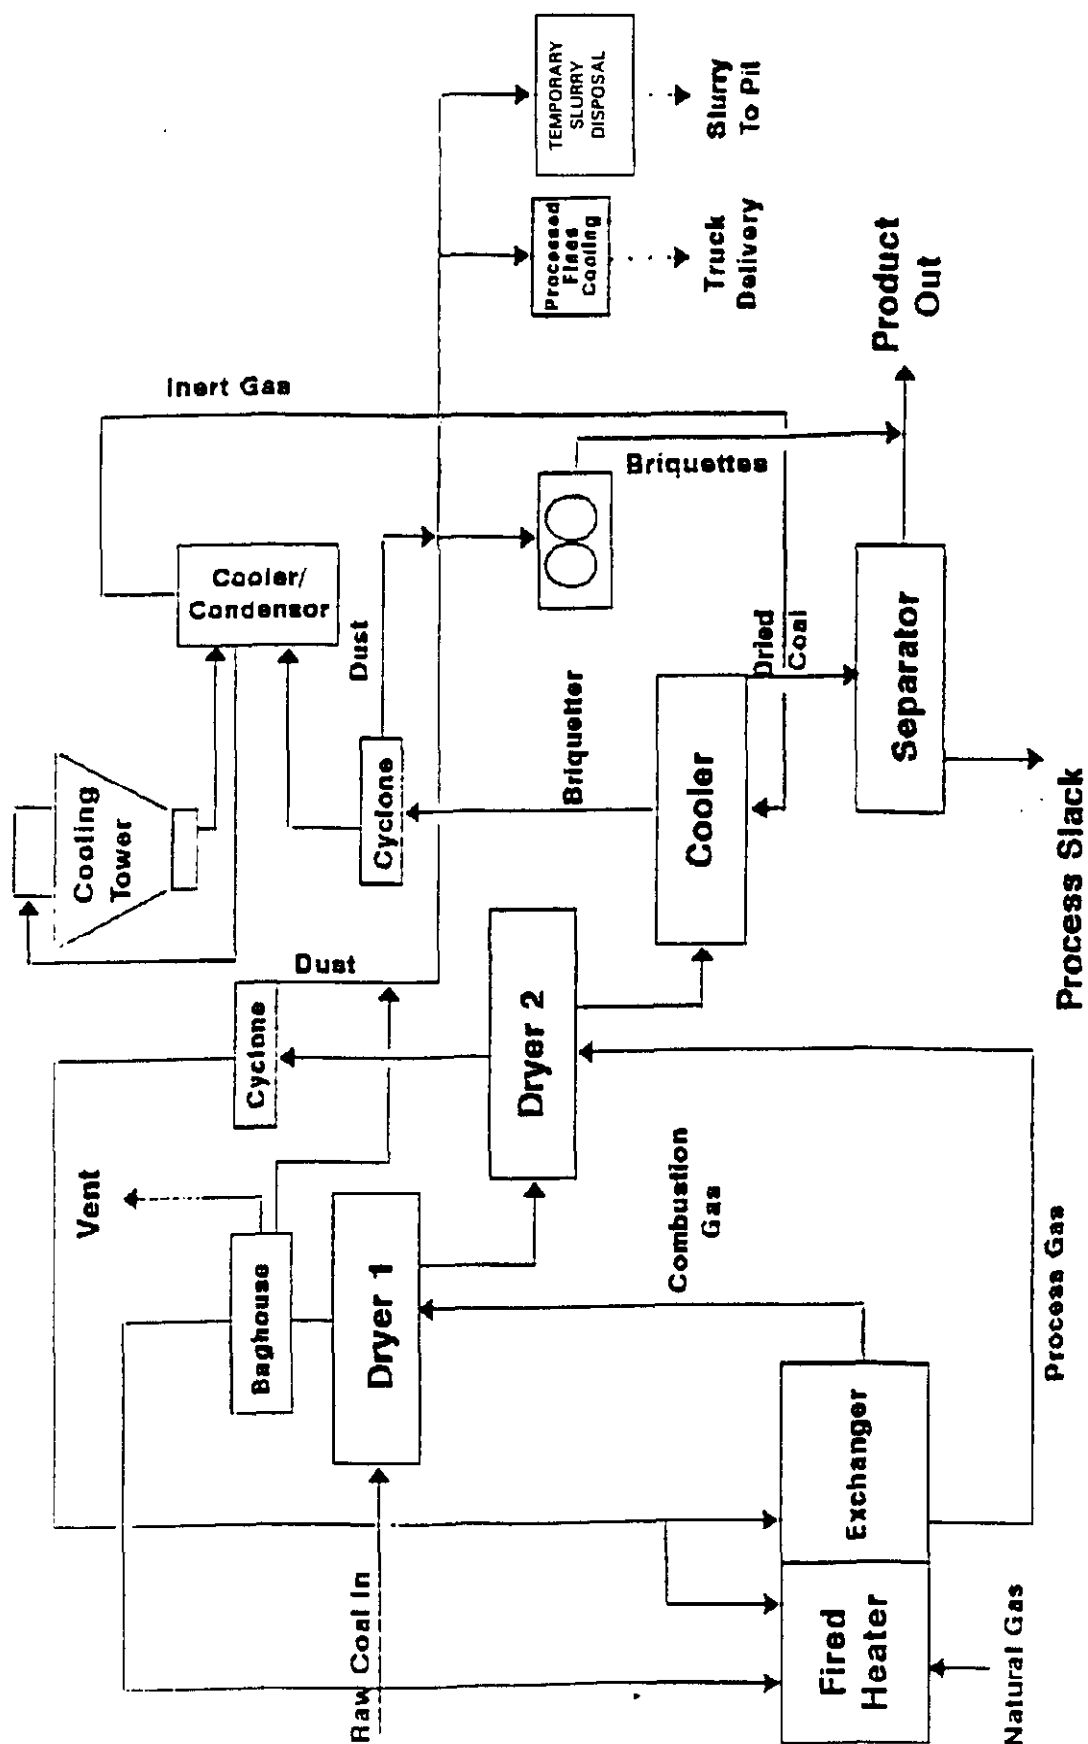 Cooling
Tower
Inert Gas
Cooler/
Condensor
TEMPORARY
SLURRY
DISPOSAL
Slurry
To Pit
Processed
Fines
Cooling
Truck
Delivery
Vent
Baghouse
Cyclone
Dust
Cyclone
Dust
Briquetter
Briquettes
Raw Coal In
Dryer 1
Dryer 2
Cooler
Dried
Coal
Separator
Product
Out
Combustion
Gas
Fired
Heater
Exchanger
Natural Gas
Process Gas
Process Slack